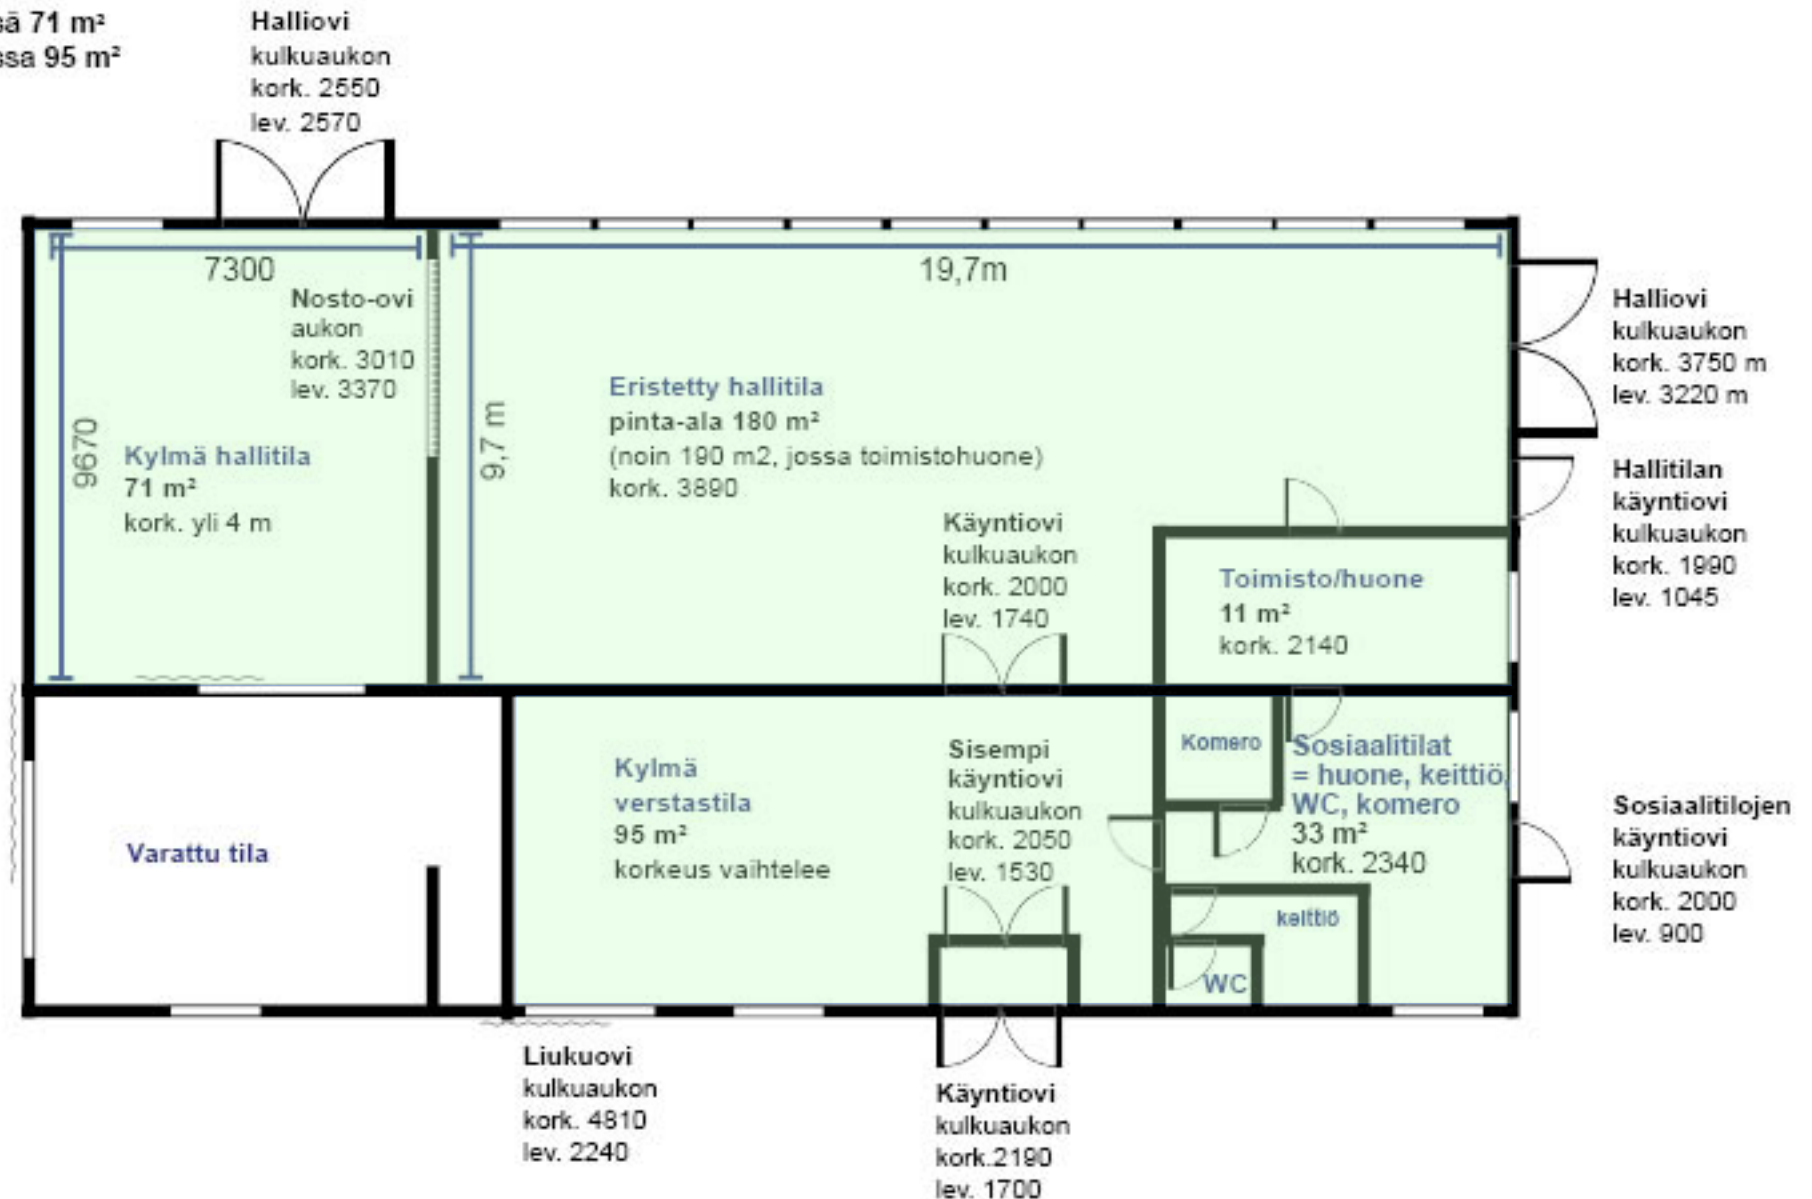 71 m²
95 m²
Halliovi
kulkuaukon
kork. 2550
lev. 2570
7300
19,7m
Nosto-ovi
aukon
kork. 3010
lev. 3370
9670
Kylmä hallitila
71 m²
kork. yli 4 m
9,7 m
Eristetty hallitila
pinta-ala 180 m²
(noin 190 m2, jossa toimistohuone)
kork. 3890
Käyntiovi
kulkuaukon
kork. 2000
lev. 1740
Toimisto/huone
11 m²
kork. 2140
Halliovi
kulkuaukon
kork. 3750 m
lev. 3220 m
Hallitilan
käyntiovi
kulkuaukon
kork. 1990
lev. 1045
Varattu tila
Kylmä
verstastila
95 m²
korkeus vaihtelee
Sisempi
käyntiovi
kulkuaukon
kork. 2050
lev. 1530
Komero
Sosiaalitilat
= huone, keittiö,
WC, komero
33 m²
kork. 2340
keittiö
WC
Sosiaalitilojen
käyntiovi
kulkuaukon
kork. 2000
lev. 900
Liukuovi
kulkuaukon
kork. 4810
lev. 2240
Käyntiovi
kulkuaukon
kork.2190
lev. 1700